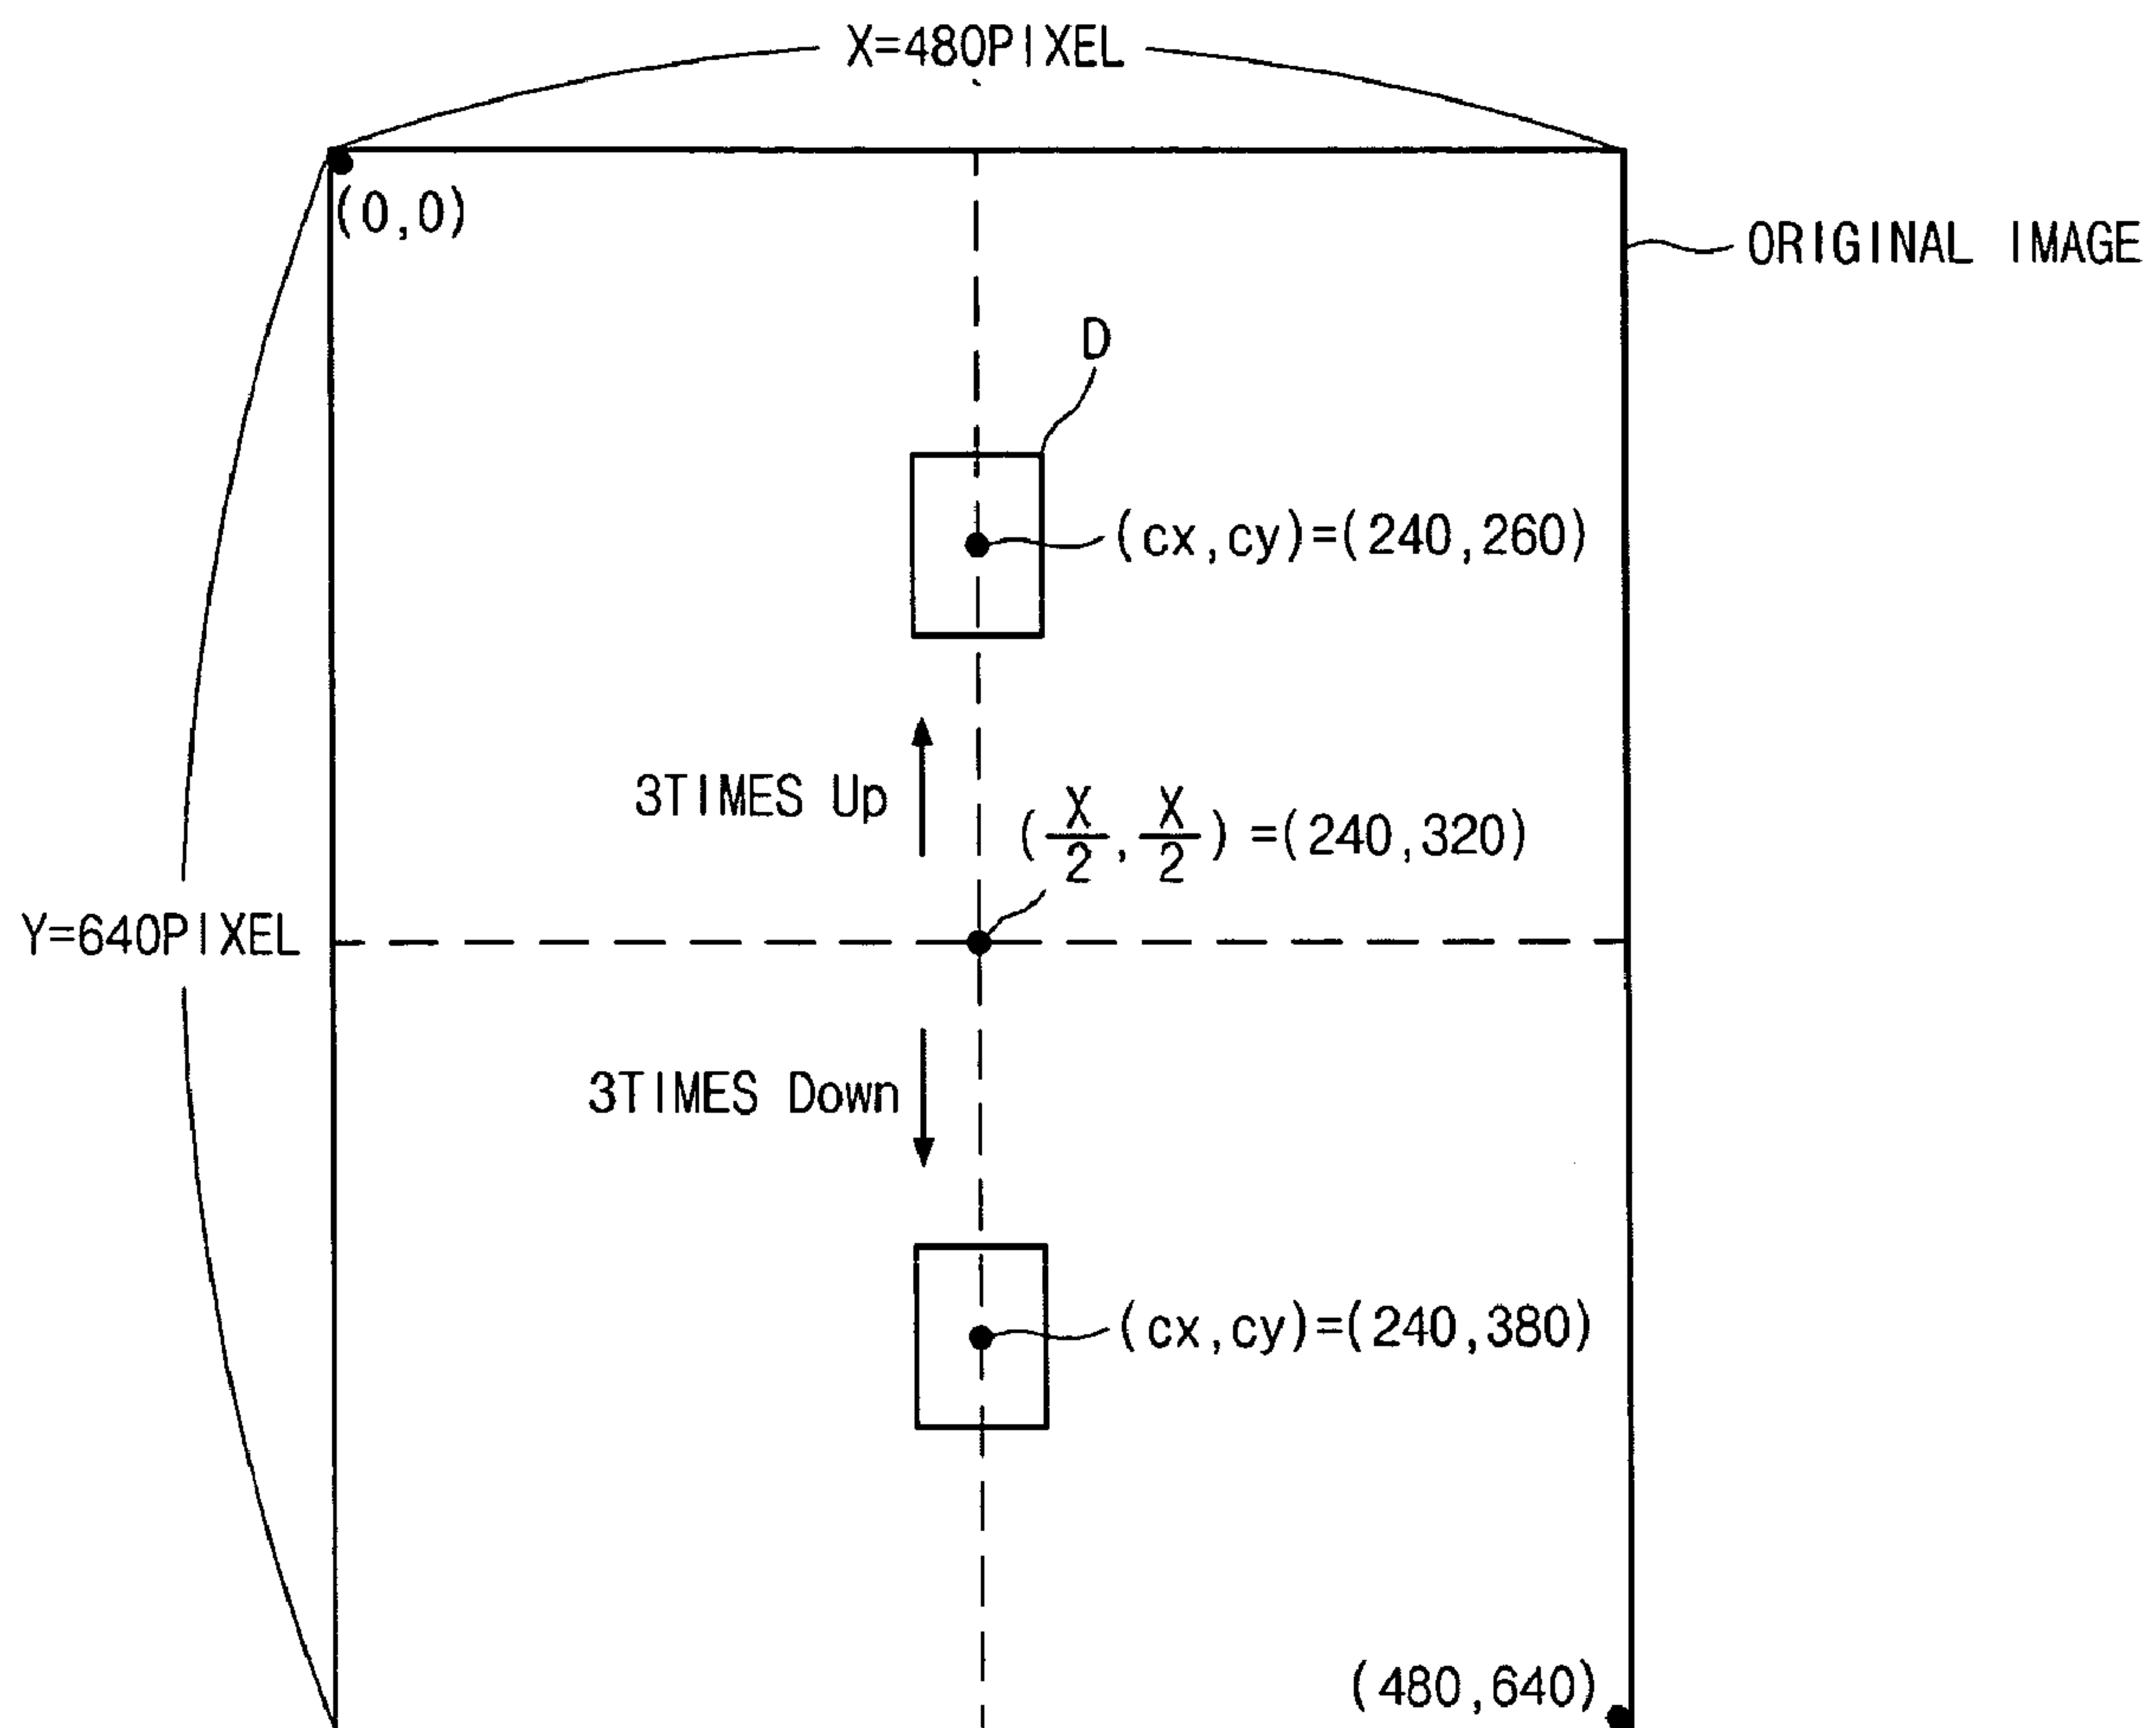 X=480PIXEL
(0,0)
ORIGINAL IMAGE
D
(cx,cy)=(240,260)
3TIMES Up
(X/2, X/2) =(240,320)
Y=640PIXEL
3TIMES Down
(cx,cy)=(240,380)
(480,640)